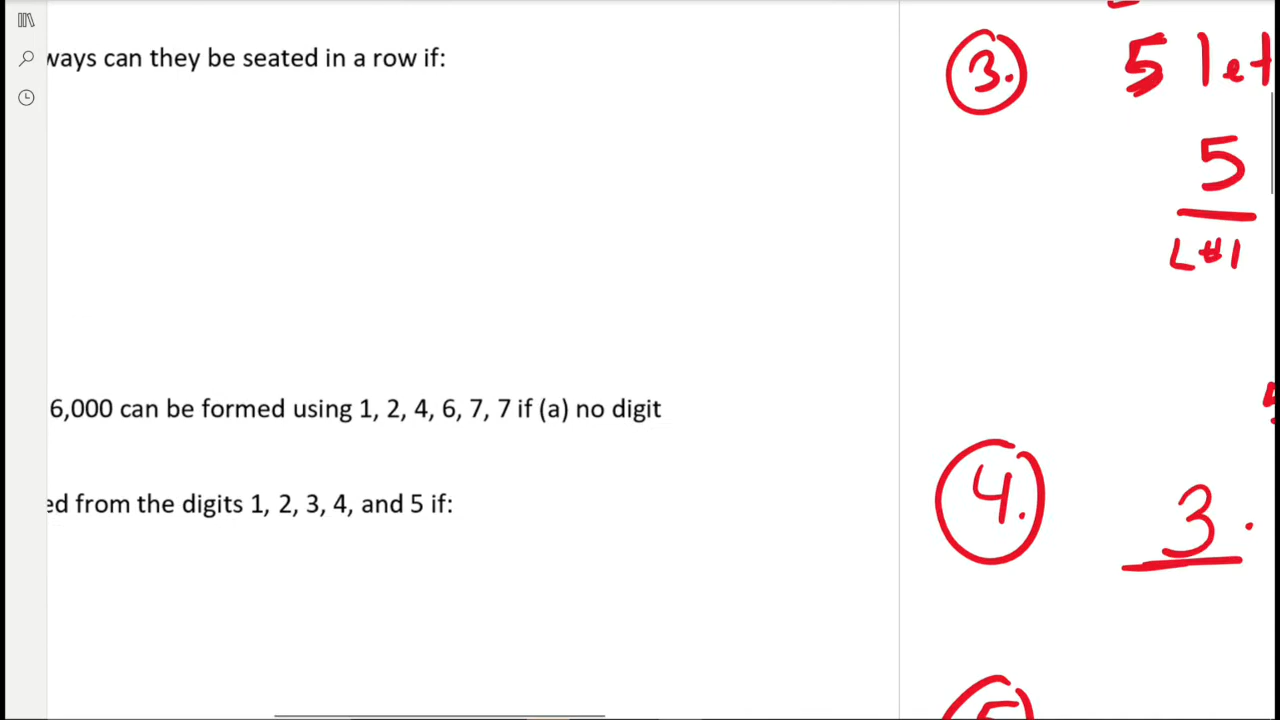 ways can they be seated in a row if:
6,000 can be formed using 1, 2, 4, 6, 7, 7 if (a) no digit
ed from the digits 1, 2, 3, 4, and 5 if:
3.
5 let
5
L#1
4.
3 .